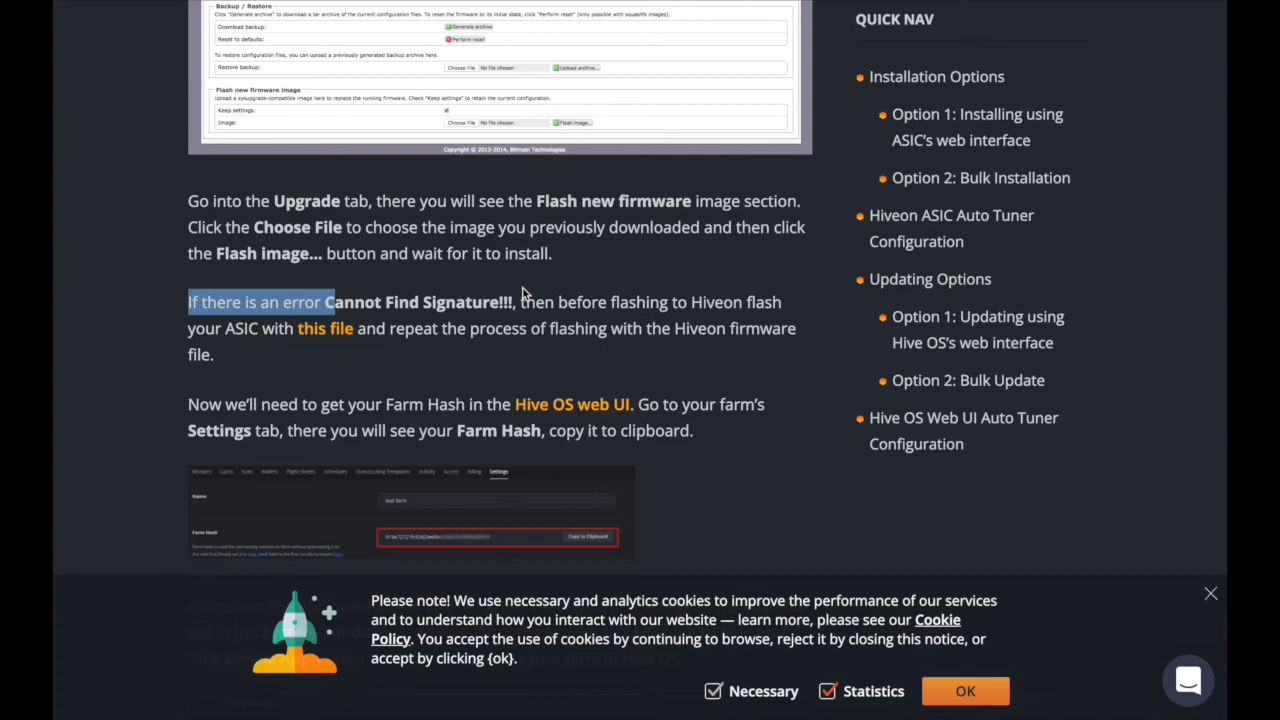 Backup / Restore
Click "Generate archive" to download a tar archive of the current configuration files. To reset the firmware to its initial state, click "Perform reset" (only possible with squashfs images).
Download backup: Generate archive
Reset to defaults: Perform reset
To restore configuration files, you can upload a previously generated backup archive here.
Restore backup: Choose File No file chosen Upload archive...
Flash new firmware image
Upload a sysupgrade-compatible image here to replace the running firmware. Check "Keep settings" to retain the current configuration.
Keep settings:
Image: Choose File No file chosen Flash image...
Copyright © 2013-2014, Bitmain Technologies
Go into the Upgrade tab, there you will see the Flash new firmware image section.
Click the Choose File to choose the image you previously downloaded and then click
the Flash image... button and wait for it to install.
If there is an error Cannot Find Signature!!!, then before flashing to Hiveon flash
your ASIC with this file and repeat the process of flashing with the Hiveon firmware
file.
Now we'll need to get your Farm Hash in the Hive OS web UI. Go to your farm's
Settings tab, there you will see your Farm Hash, copy it to clipboard.
Workers Cards Stats Wallets Flight Sheets Schedules Overclocking Templates Activity Access Billing Settings
Name test farm
Farm Hash
Copy to Clipboard
QUICKNAV
Installation Options
Option 1: Installing using
ASIC's web interface
Option 2: Bulk Installation
Hiveon ASIC Auto Tuner
Configuration
Updating Options
Option 1: Updating using
Hive OS's web interface
Option 2: Bulk Update
Hive OS Web UI Auto Tuner
Configuration
Please note! We use necessary and analytics cookies to improve the performance of our services
and to understand how you interact with our website — learn more, please see our Cookie
Policy. You accept the use of cookies by continuing to browse, reject it by closing this notice, or
accept by clicking {ok}.
Necessary Statistics OK